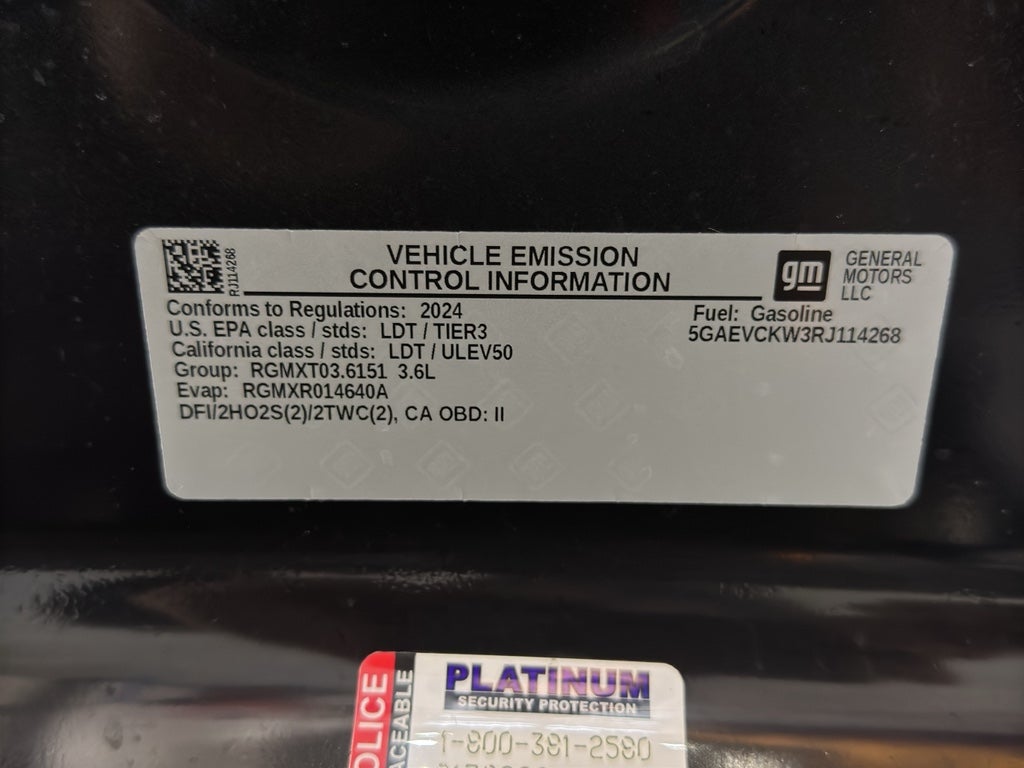 RJ114268
VEHICLE EMISSION
CONTROL INFORMATION
gm
GENERAL
MOTORS
LLC
Conforms to Regulations: 2024
U.S. EPA class / stds: LDT / TIER3
California class / stds: LDT / ULEV50
Group: RGMXT03.6151 3.6L
Evap: RGMXR014640A
DFI/2HO2S(2)/2TWC(2), CA OBD: II
Fuel: Gasoline
5GAEVCKW3RJ114268
PLATINUM
SECURITY PROTECTION
1-800-381-2580